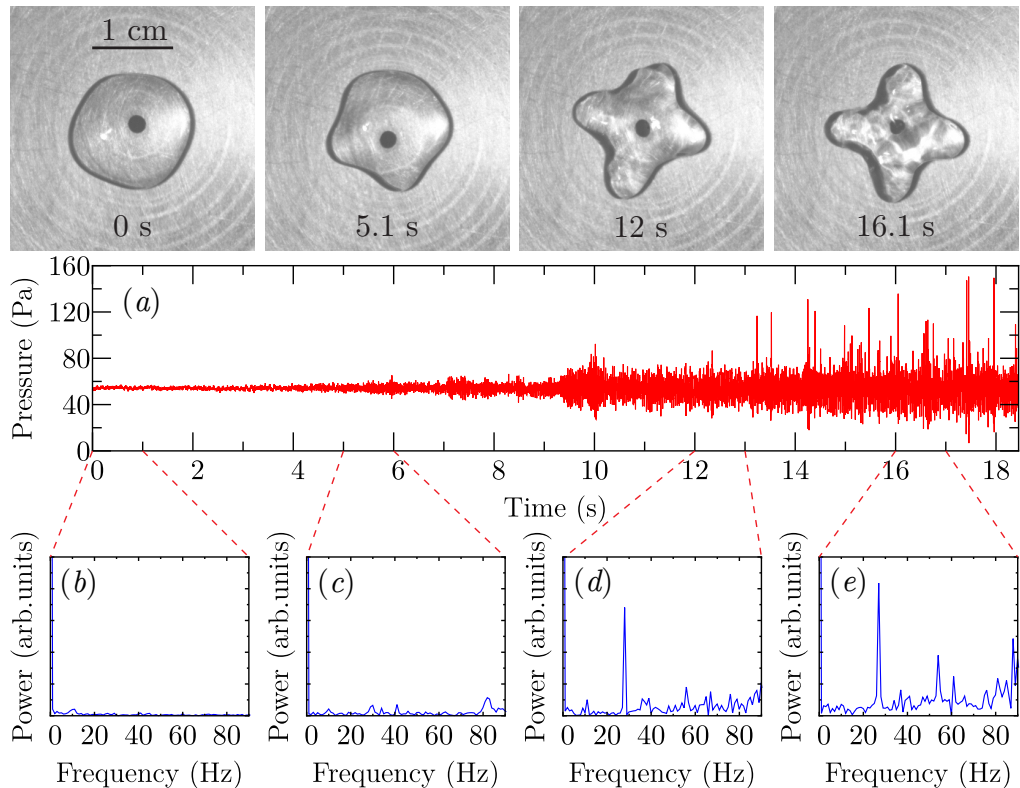 1 cm
0 s
5.1 s
12 s
16.1 s
160
120
80
40
0
Pressure (Pa)
(a)
0 2 4 6 8 10 12 14 16 18
Time (s)
(b)
Power (arb.units)
0 20 40 60 80
Frequency (Hz)
(c)
Power (arb.units)
0 20 40 60 80
Frequency (Hz)
(d)
Power (arb.units)
0 20 40 60 80
Frequency (Hz)
(e)
Power (arb.units)
0 20 40 60 80
Frequency (Hz)